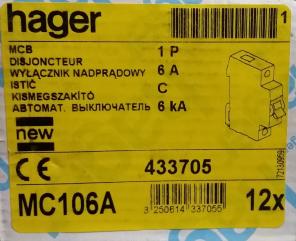 hager
1
MCB 1 P
DISJONCTEUR
WYŁĄCZNIK NADPRĄDOWY 6 A
ISTIČ C
KISMEGSZAKÍTÓ
АВТОМАТ. ВЫКЛЮЧАТЕЛЬ 6 kA
new
CE 433705
MC106A 12x
3 250614 337055